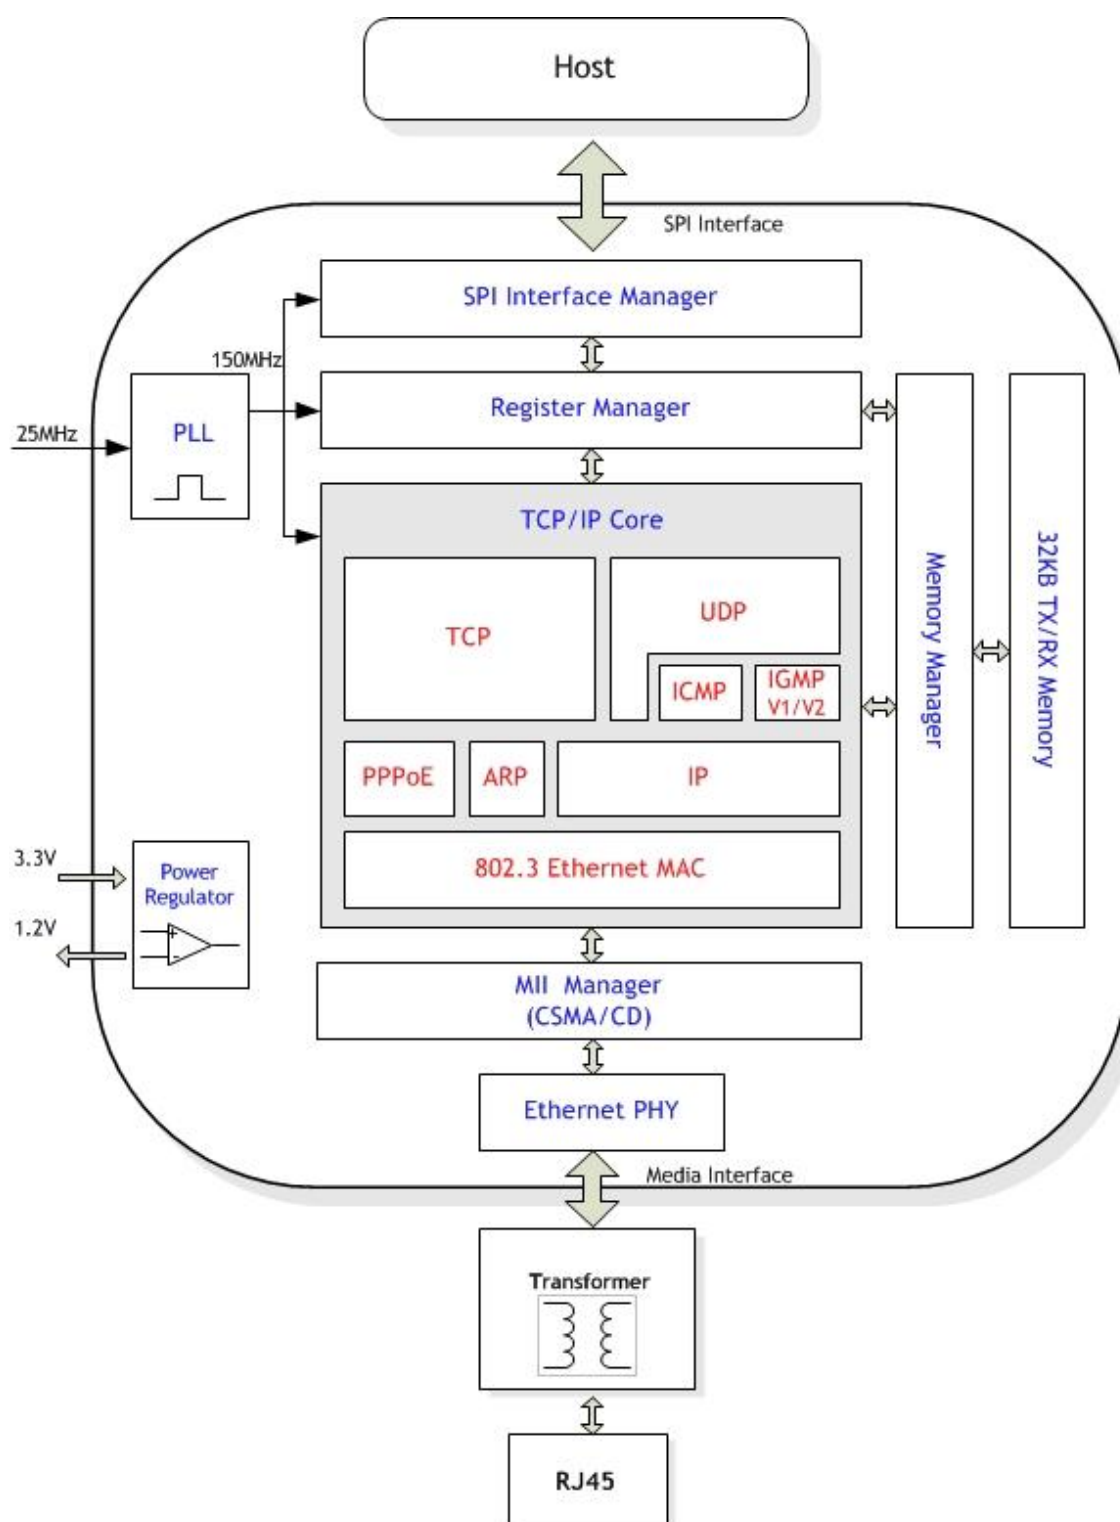 Host
SPI Interface
SPI Interface Manager
150MHz
Register Manager
25MHz
PLL
TCP/IP Core
TCP
UDP
ICMP
IGMP
V1/V2
PPPoE
ARP
IP
802.3 Ethernet MAC
Memory Manager
32KB TX/RX Memory
3.3V
1.2V
Power
Regulator
+
-
MII Manager
(CSMA/CD)
Ethernet PHY
Media Interface
Transformer
RJ45